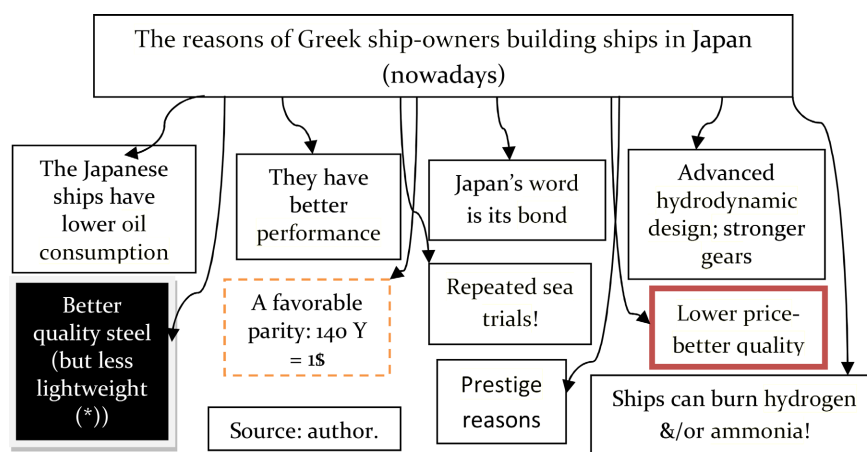 The reasons of Greek ship-owners building ships in Japan
(nowadays)
The Japanese
ships have
lower oil
consumption
They have
better
performance
Japan's word
is its bond
Advanced
hydrodynamic
design; stronger
gears
Better
quality steel
(but less
lightweight
(*))
A favorable
parity: 140 Y
= 1$
Repeated sea
trials!
Lower price-
better quality
Prestige
reasons
Ships can burn hydrogen
&/or ammonia!
Source: author.